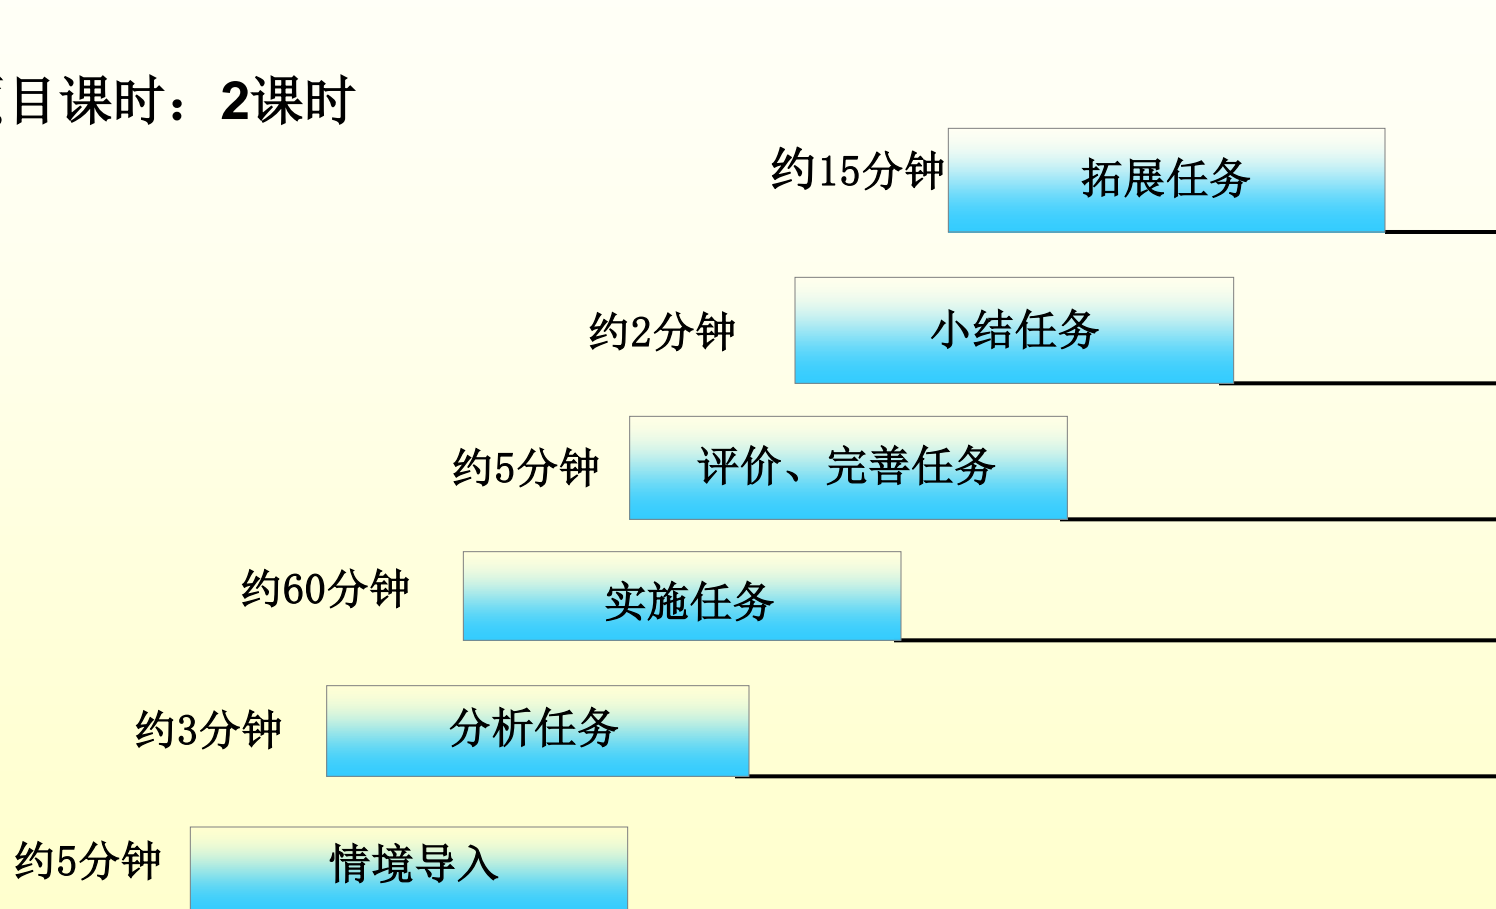 目课时：2课时
约15分钟 拓展任务
约2分钟 小结任务
约5分钟 评价、完善任务
约60分钟 实施任务
约3分钟 分析任务
约5分钟 情境导入